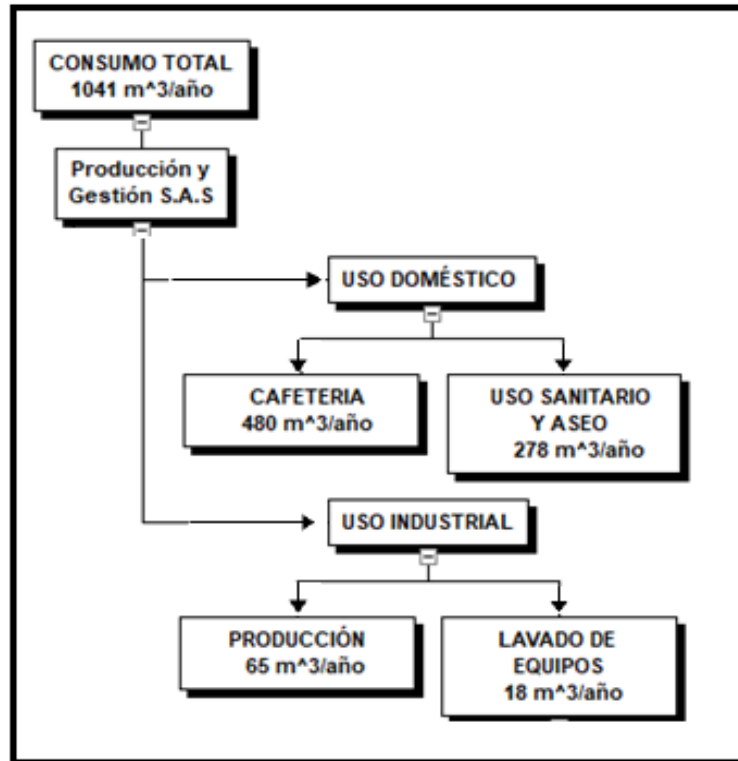 CONSUMO TOTAL
1041 m^3/año
Producción y
Gestión S.A.S
USO DOMÉSTICO
CAFETERIA
480 m^3/año
USO SANITARIO
Y ASEO
278 m^3/año
USO INDUSTRIAL
PRODUCCIÓN
65 m^3/año
LAVADO DE
EQUIPOS
18 m^3/año